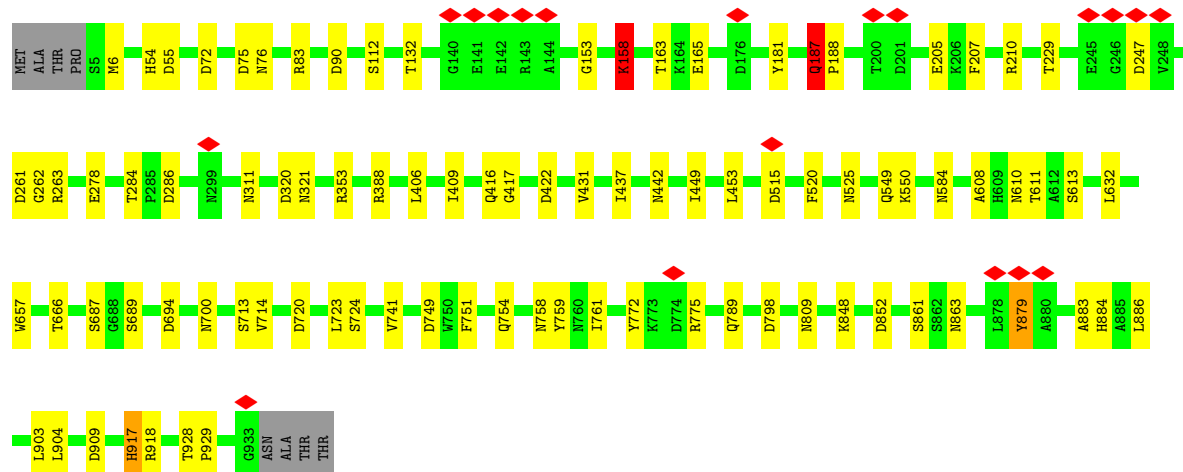 MET ALA THR PRO S5 M6 H54 D55 D72 D75 N76 R83 D90 S112 T132 G140 E141 E142 R143 A144 G153 K158 T163 K164 E165 D176 Y181 Q187 P188 T200 D201 E205 K206 F207 R210 T229 E245 G246 D247 V248
D261 G262 R263 E278 T284 P285 D286 N299 N311 D320 N321 R353 R388 L406 I409 Q416 G417 D422 V431 I437 N442 I449 L453 D515 F520 N525 Q549 K550 N584 A608 H609 N610 T611 A612 S613 L632
W657 T666 S687 G688 S689 D694 N700 S713 V714 D720 L723 S724 V741 D749 W750 F751 Q754 N758 Y759 N760 I761 Y772 K773 D774 R775 Q789 D798 N809 K848 D852 S861 S862 N863 L878 Y879 A880 A883 H884 A885 L886
L903 L904 D909 H917 R918 T928 P929 G933 ASN ALA THR THR